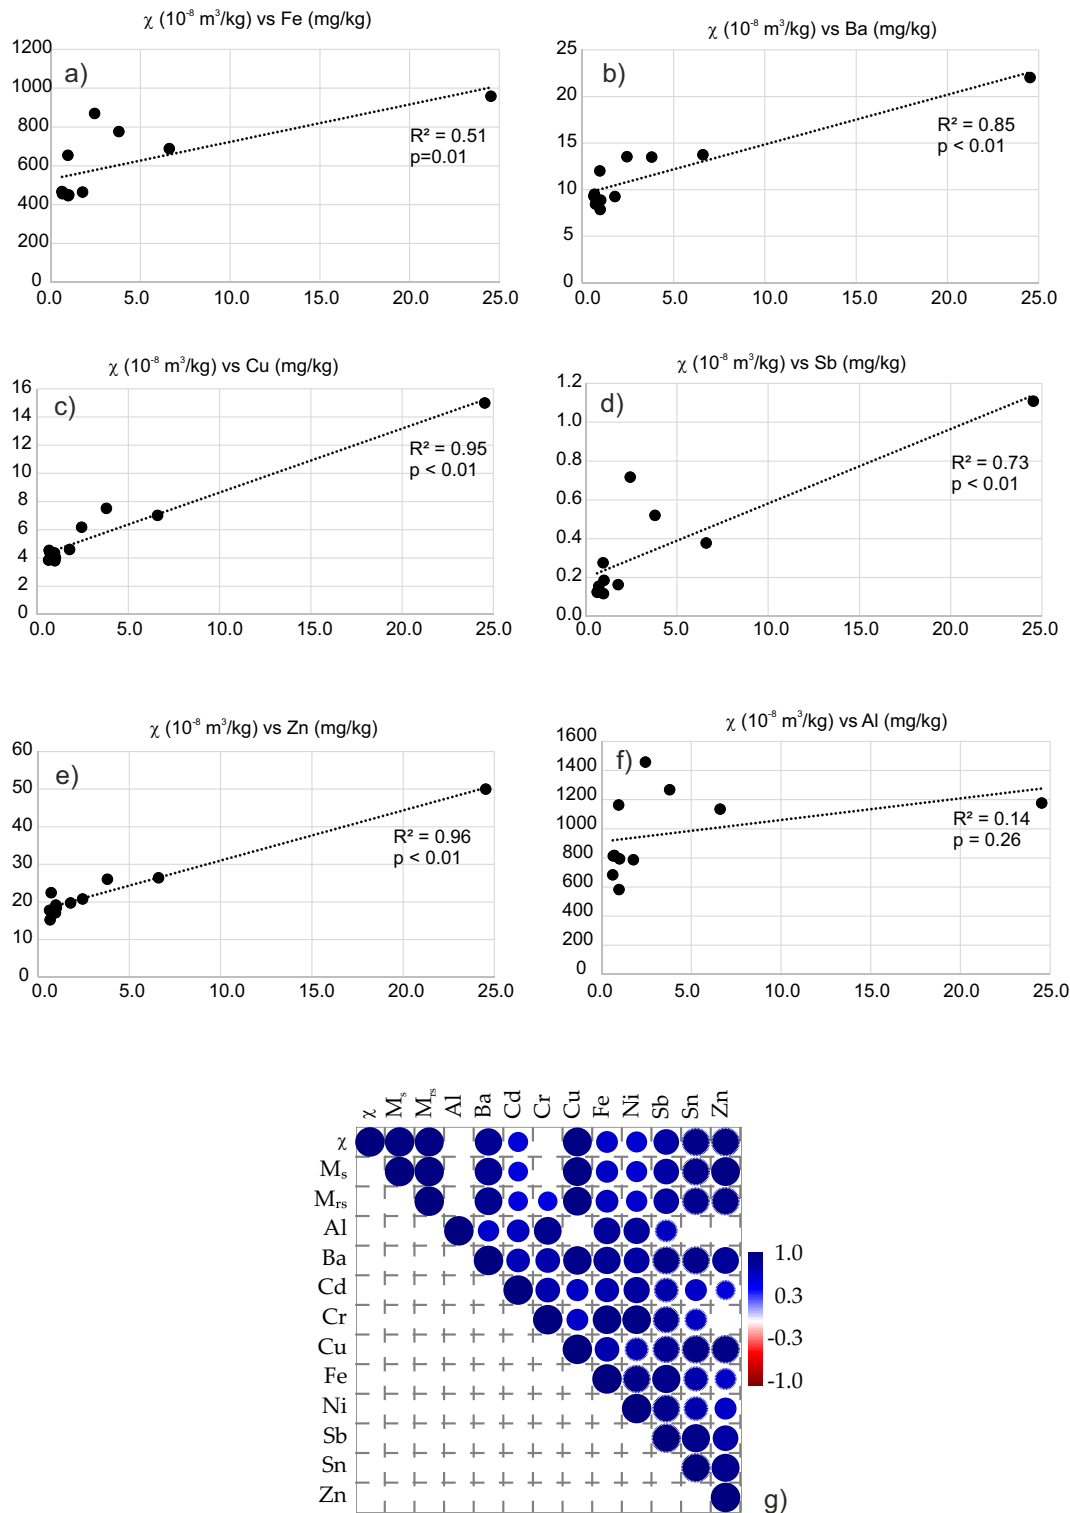 χ (10⁻⁸ m³/kg) vs Fe (mg/kg)
a)
1200
1000
800
600
400
200
0
R² = 0.51
p=0.01
0.0 5.0 10.0 15.0 20.0 25.0
χ (10⁻⁸ m³/kg) vs Ba (mg/kg)
b)
25
20
15
10
5
0
R² = 0.85
p < 0.01
0.0 5.0 10.0 15.0 20.0 25.0
χ (10⁻⁸ m³/kg) vs Cu (mg/kg)
c)
16
14
12
10
8
6
4
2
0
R² = 0.95
p < 0.01
0.0 5.0 10.0 15.0 20.0 25.0
χ (10⁻⁸ m³/kg) vs Sb (mg/kg)
d)
1.2
1.0
0.8
0.6
0.4
0.2
0.0
R² = 0.73
p < 0.01
0.0 5.0 10.0 15.0 20.0 25.0
χ (10⁻⁸ m³/kg) vs Zn (mg/kg)
e)
60
50
40
30
20
10
0
R² = 0.96
p < 0.01
0.0 5.0 10.0 15.0 20.0 25.0
χ (10⁻⁸ m³/kg) vs Al (mg/kg)
f)
1600
1400
1200
1000
800
600
400
200
0
R² = 0.14
p = 0.26
0.0 5.0 10.0 15.0 20.0 25.0
χ Mₛ Mᵣₛ Al Ba Cd Cr Cu Fe Ni Sb Sn Zn
χ
Mₛ
Mᵣₛ
Al
Ba
Cd
Cr
Cu
Fe
Ni
Sb
Sn
Zn
1.0
0.3
-0.3
-1.0
g)